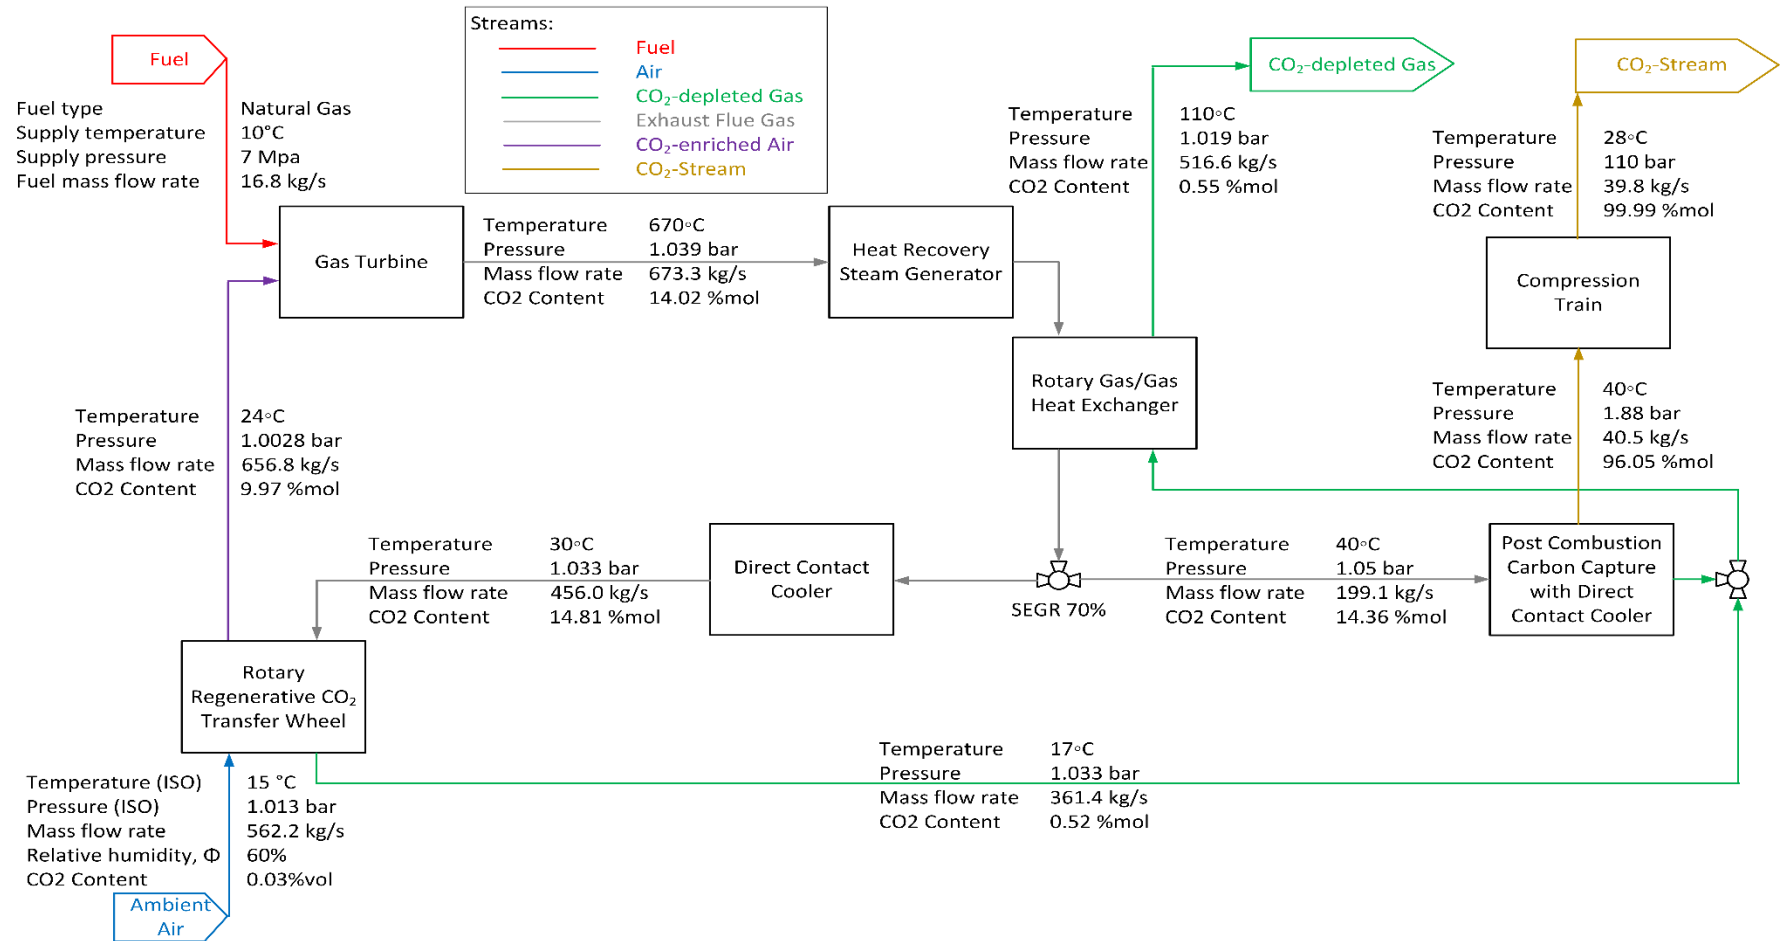 Streams:
Fuel
Air
CO₂-depleted Gas
Exhaust Flue Gas
CO₂-enriched Air
CO₂-Stream
Fuel
Fuel type Natural Gas
Supply temperature 10°C
Supply pressure 7 Mpa
Fuel mass flow rate 16.8 kg/s
CO₂-depleted Gas
Temperature 110◦C
Pressure 1.019 bar
Mass flow rate 516.6 kg/s
CO2 Content 0.55 %mol
CO₂-Stream
Temperature 28◦C
Pressure 110 bar
Mass flow rate 39.8 kg/s
CO2 Content 99.99 %mol
Gas Turbine
Temperature 670◦C
Pressure 1.039 bar
Mass flow rate 673.3 kg/s
CO2 Content 14.02 %mol
Heat Recovery
Steam Generator
Compression
Train
Rotary Gas/Gas
Heat Exchanger
Temperature 24◦C
Pressure 1.0028 bar
Mass flow rate 656.8 kg/s
CO2 Content 9.97 %mol
Temperature 40◦C
Pressure 1.88 bar
Mass flow rate 40.5 kg/s
CO2 Content 96.05 %mol
Temperature 30◦C
Pressure 1.033 bar
Mass flow rate 456.0 kg/s
CO2 Content 14.81 %mol
Direct Contact
Cooler
SEGR 70%
Temperature 40◦C
Pressure 1.05 bar
Mass flow rate 199.1 kg/s
CO2 Content 14.36 %mol
Post Combustion
Carbon Capture
with Direct
Contact Cooler
Rotary
Regenerative CO₂
Transfer Wheel
Temperature 17◦C
Pressure 1.033 bar
Mass flow rate 361.4 kg/s
CO2 Content 0.52 %mol
Temperature (ISO) 15 °C
Pressure (ISO) 1.013 bar
Mass flow rate 562.2 kg/s
Relative humidity, Φ 60%
CO2 Content 0.03%vol
Ambient
Air